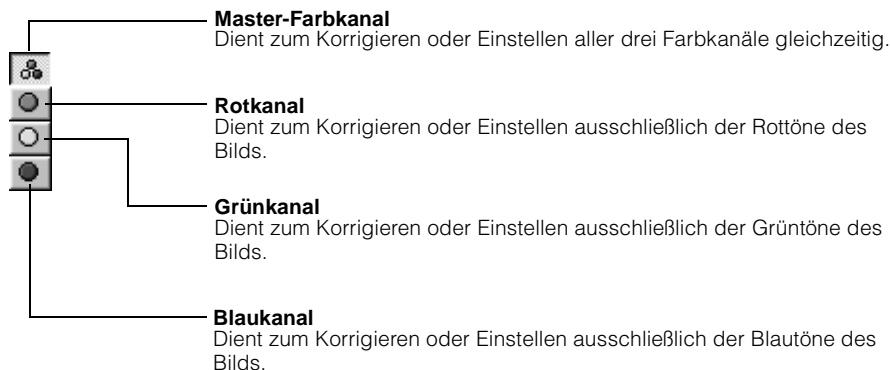 Master-Farbkanal
Dient zum Korrigieren oder Einstellen aller drei Farbkanäle gleichzeitig.
Rotkanal
Dient zum Korrigieren oder Einstellen ausschließlich der Rottöne des
Bilds.
Grünkanal
Dient zum Korrigieren oder Einstellen ausschließlich der Grüntöne des
Bilds.
Blaukanal
Dient zum Korrigieren oder Einstellen ausschließlich der Blautöne des
Bilds.